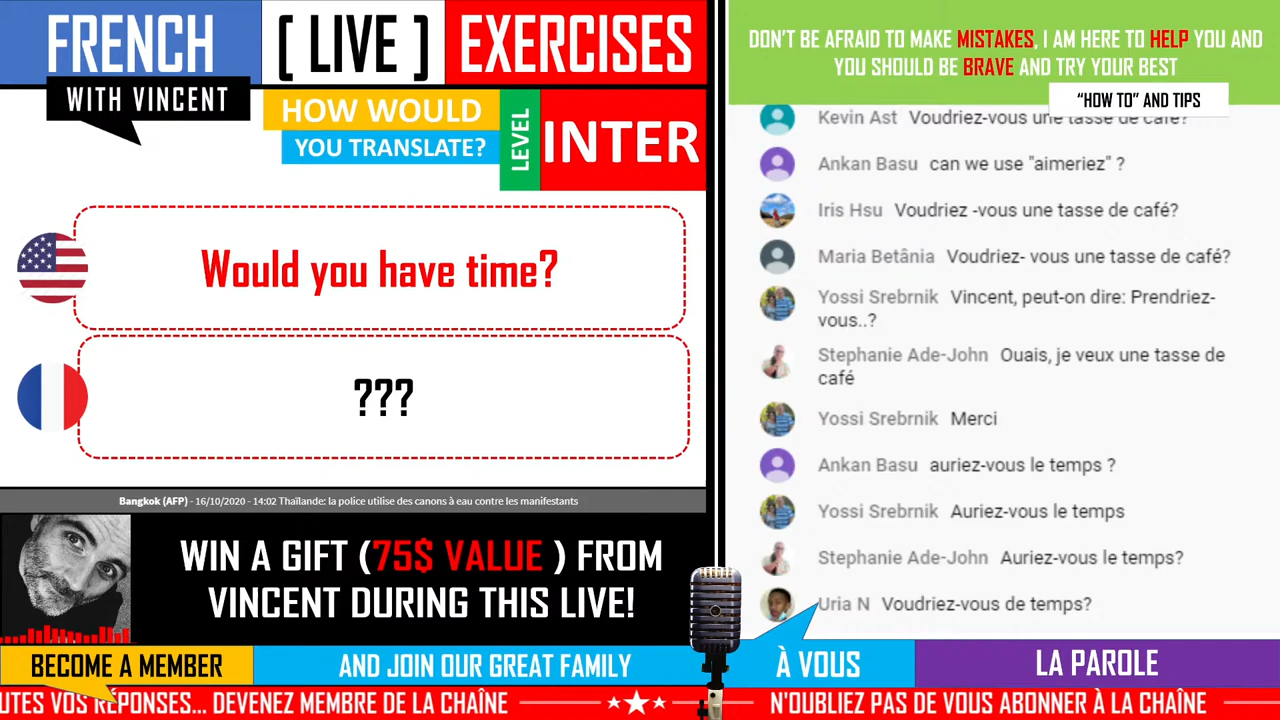 FRENCH
WITH VINCENT
[ LIVE ]
EXERCISES
HOW WOULD
YOU TRANSLATE?
LEVEL
INTER
Would you have time?
???
Bangkok (AFP) - 16/10/2020 - 14:02 Thaïlande: la police utilise des canons à eau contre les manifestants
WIN A GIFT (75$ VALUE ) FROM
VINCENT DURING THIS LIVE!
BECOME A MEMBER
AND JOIN OUR GREAT FAMILY
DON'T BE AFRAID TO MAKE MISTAKES, I AM HERE TO HELP YOU AND
YOU SHOULD BE BRAVE AND TRY YOUR BEST
“HOW TO” AND TIPS
Kevin Ast Voudriez-vous une tasse de café?
Ankan Basu can we use "aimeriez" ?
Iris Hsu Voudriez -vous une tasse de café?
Maria Betânia Voudriez- vous une tasse de café?
Yossi Srebrnik Vincent, peut-on dire: Prendriez-
vous..?
Stephanie Ade-John Ouais, je veux une tasse de
café
Yossi Srebrnik Merci
Ankan Basu auriez-vous le temps ?
Yossi Srebrnik Auriez-vous le temps
Stephanie Ade-John Auriez-vous le temps?
Uria N Voudriez-vous de temps?
À VOUS
LA PAROLE
UTES VOS RÉPONSES... DEVENEZ MEMBRE DE LA CHAÎNE
N'OUBLIEZ PAS DE VOUS ABONNER À LA CHAÎNE